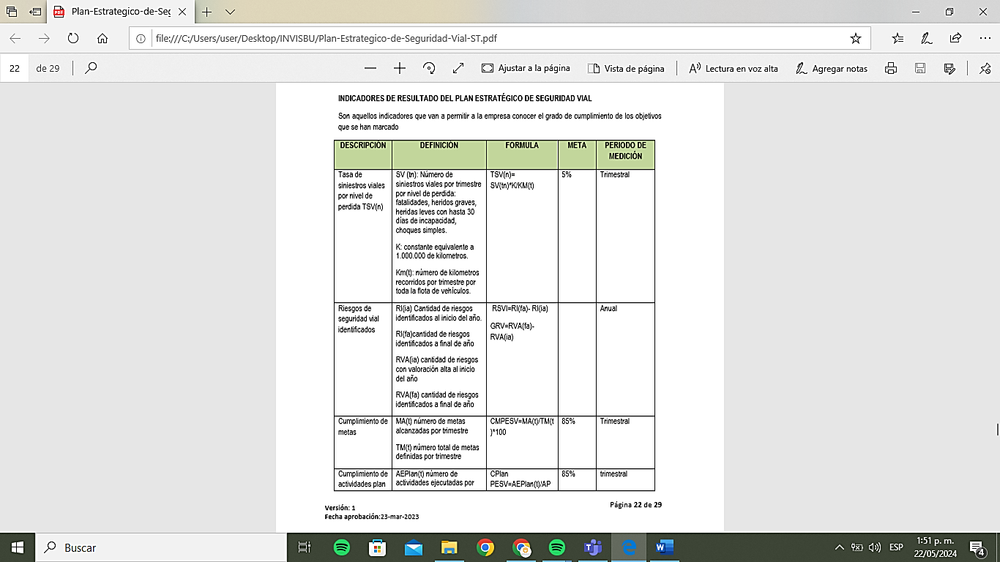 Plan-Estrategico-de-Seg
file:///C:/Users/user/Desktop/INVISBU/Plan-Estrategico-de-Seguridad-Vial-ST.pdf
22 de 29
Ajustar a la página
Vista de página
Lectura en voz alta
Agregar notas
INDICADORES DE RESULTADO DEL PLAN ESTRATÉGICO DE SEGURIDAD VIAL
Son aquellos indicadores que van a permitir a la empresa conocer el grado de cumplimiento de los objetivos
que se han marcado
DESCRIPCIÓN
DEFINICIÓN
FORMULA
META
PERIODO DE
MEDICIÓN
Tasa de
siniestros viales
por nivel de
perdida TSV(n)
SV (tn): Número de
siniestros viales por trimestre
por nivel de perdida:
fatalidades, heridos graves,
heridas leves con hasta 30
días de incapacidad,
choques simples.
K: constante equivalente a
1.000.000 de kilometros.
Km(t): número de kilometros
recorridos por trimestre por
toda la flota de vehículos.
TSV(n)=
SV(tn)*K/KM(t)
5%
Trimestral
Riesgos de
seguridad vial
identificados
RI(ia) Cantidad de riesgos
identificados al inicio del año.
RI(fa)cantidad de riesgos
identificados a final de año
RVA(ia) cantidad de riesgos
con valoración alta al inicio
del año
RVA(fa) cantidad de riesgos
identificados a final de año
RSVI=RI(fa)- RI(ia)
GRV=RVA(fa)-
RVA(ia)
Anual
Cumplimiento de
metas
MA(t) número de metas
alcanzadas por trimestre
TM(t) número total de metas
definidas por trimestre
CMPESV=MA(t)/TM(t
)*100
85%
Trimestral
Cumplimiento de
actividades plan
AEPlan(t) número de
actividades ejecutadas por
CPlan
PESV=AEPlan(t)/AP
85%
trimestral
Versión: 1
Fecha aprobación:23-mar-2023
Página 22 de 29
Buscar
ESP
1:51 p. m.
22/05/2024
4